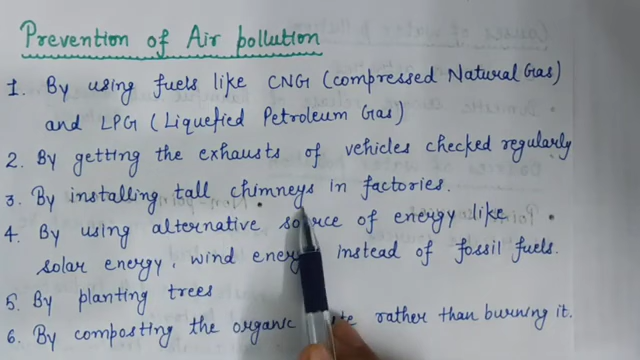 Prevention of Air pollution
1. By using fuels like CNG (compressed Natural Gas)
and LPG (Liquefied Petroleum Gas)
2. By getting the exhausts of vehicles checked regularly
3. By installing tall chimneys in factories.
4. By using alternative source of energy like
solar energy, wind energy instead of fossil fuels.
5. By planting trees
6. By composting the organic rather than burning it.